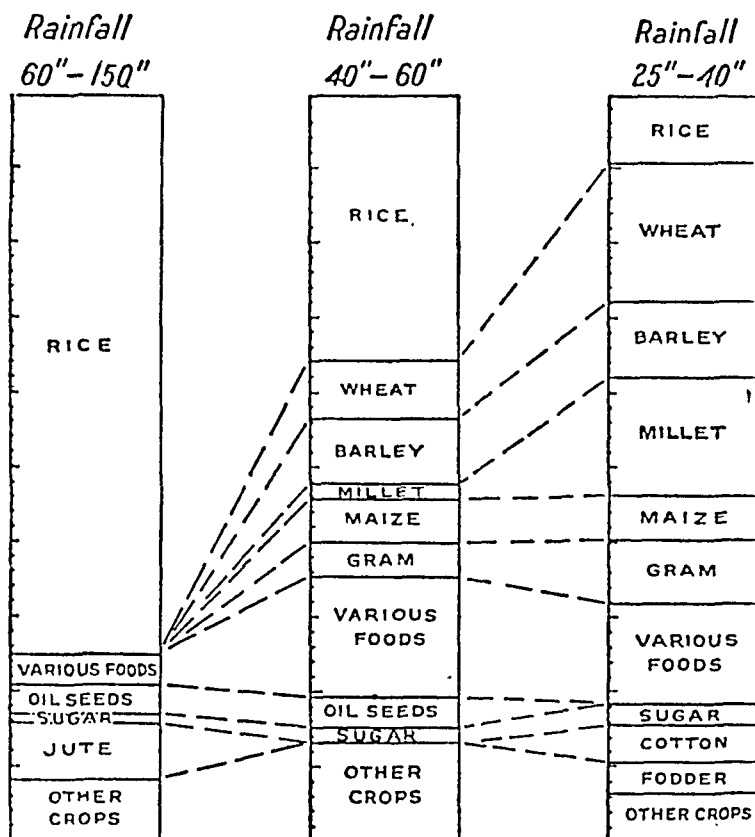 Rainfall
60"-150"
RICE
VARIOUS FOODS
OIL SEEDS
SUGAR
JUTE
OTHER
CROPS
Rainfall
40"-60"
RICE
WHEAT
BARLEY
MILLET
MAIZE
GRAM
VARIOUS
FOODS
OIL SEEDS
SUGAR
OTHER
CROPS
Rainfall
25"-40"
RICE
WHEAT
BARLEY
MILLET
MAIZE
GRAM
VARIOUS
FOODS
SUGAR
COTTON
FODDER
OTHER CROPS